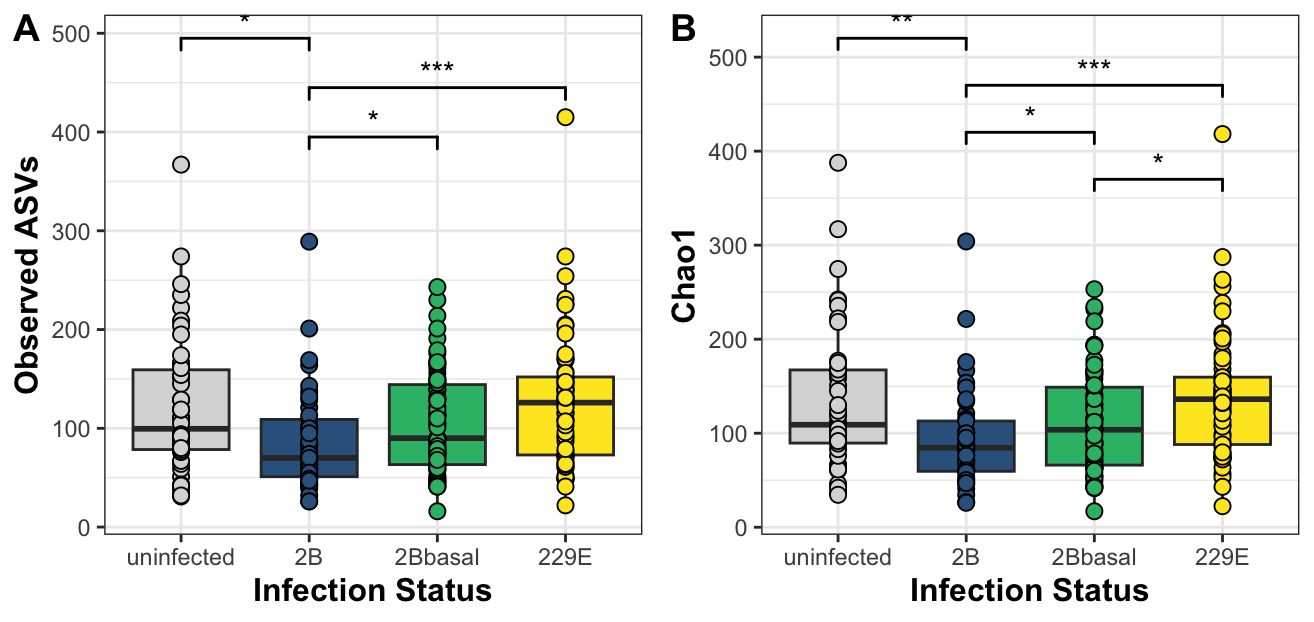 A
Observed ASVs
500
400
300
200
100
0
*
***
*
uninfected 2B 2Bbasal 229E
Infection Status
B
Chao1
500
400
300
200
100
0
**
***
*
*
uninfected 2B 2Bbasal 229E
Infection Status